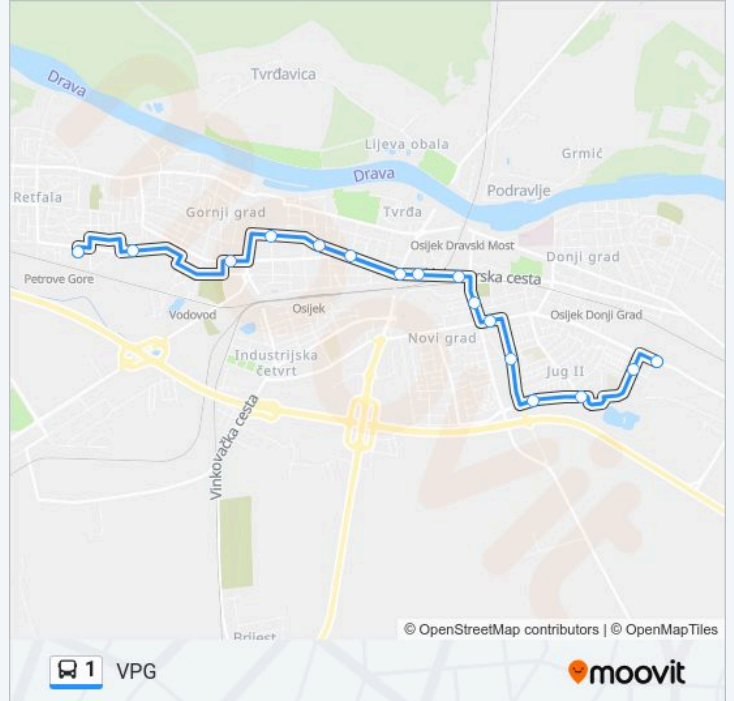 Drava
Tvrđavica
Lijeva obala
Grmić
Drava
Podravlje
Retfala
Gornji grad
Tvrđa
Osijek Dravski Most
Donji grad
rska cesta
Petrove Gore
Vodovod
Osijek
Osijek Donji Grad
Novi grad
Industrijska
četvrt
Jug II
Vinkovačka cesta
Brijest
© OpenStreetMap contributors | © OpenMapTiles
1 VPG
moovit